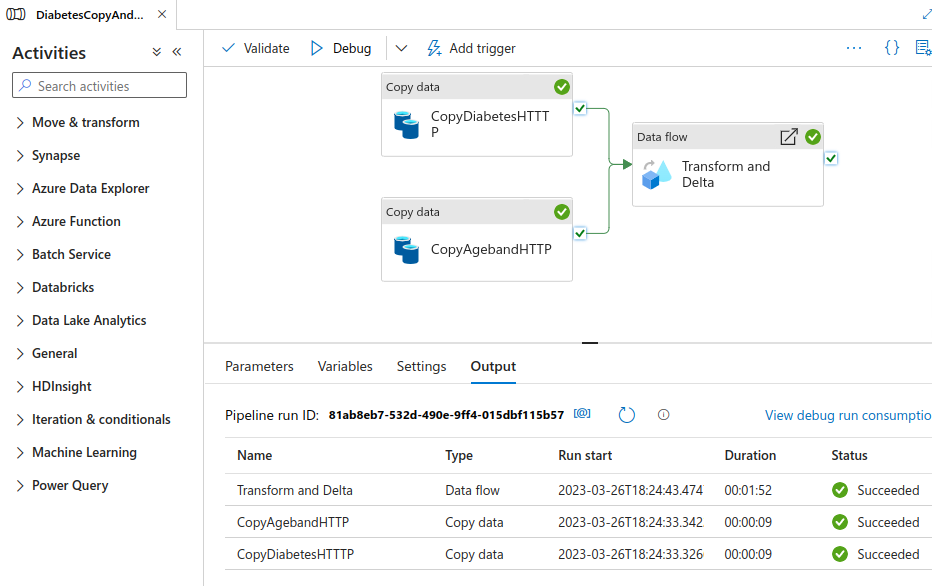 DiabetesCopyAnd...
Activities
Search activities
Move & transform
Synapse
Azure Data Explorer
Azure Function
Batch Service
Databricks
Data Lake Analytics
General
HDInsight
Iteration & conditionals
Machine Learning
Power Query
Validate Debug Add trigger
Copy data
CopyDiabetesHTTT
P
Copy data
CopyAgebandHTTP
Data flow
Transform and
Delta
Parameters Variables Settings Output
Pipeline run ID: 81ab8eb7-532d-490e-9ff4-015dbf115b57 [@]
View debug run consumptio
Name Type Run start Duration Status
Transform and Delta Data flow 2023-03-26T18:24:43.474 00:01:52 Succeeded
CopyAgebandHTTP Copy data 2023-03-26T18:24:33.342 00:00:09 Succeeded
CopyDiabetesHTTTP Copy data 2023-03-26T18:24:33.326 00:00:09 Succeeded